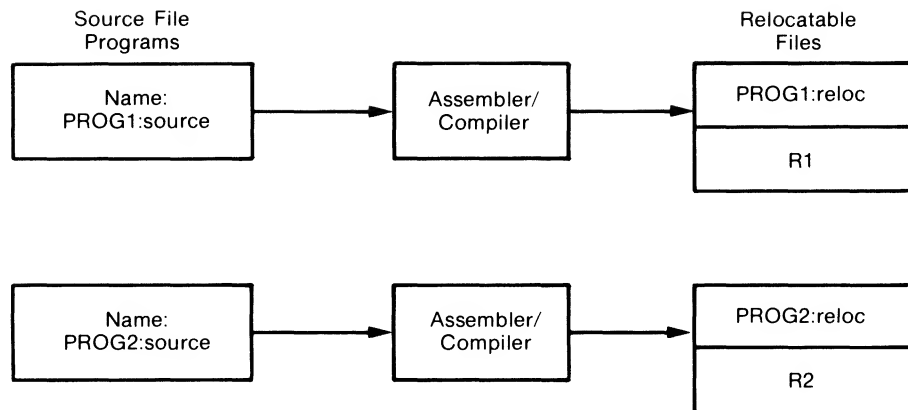 Source File
Programs
Relocatable
Files
Name:
PROG1:source
Assembler/
Compiler
PROG1:reloc
R1
Name:
PROG2:source
Assembler/
Compiler
PROG2:reloc
R2